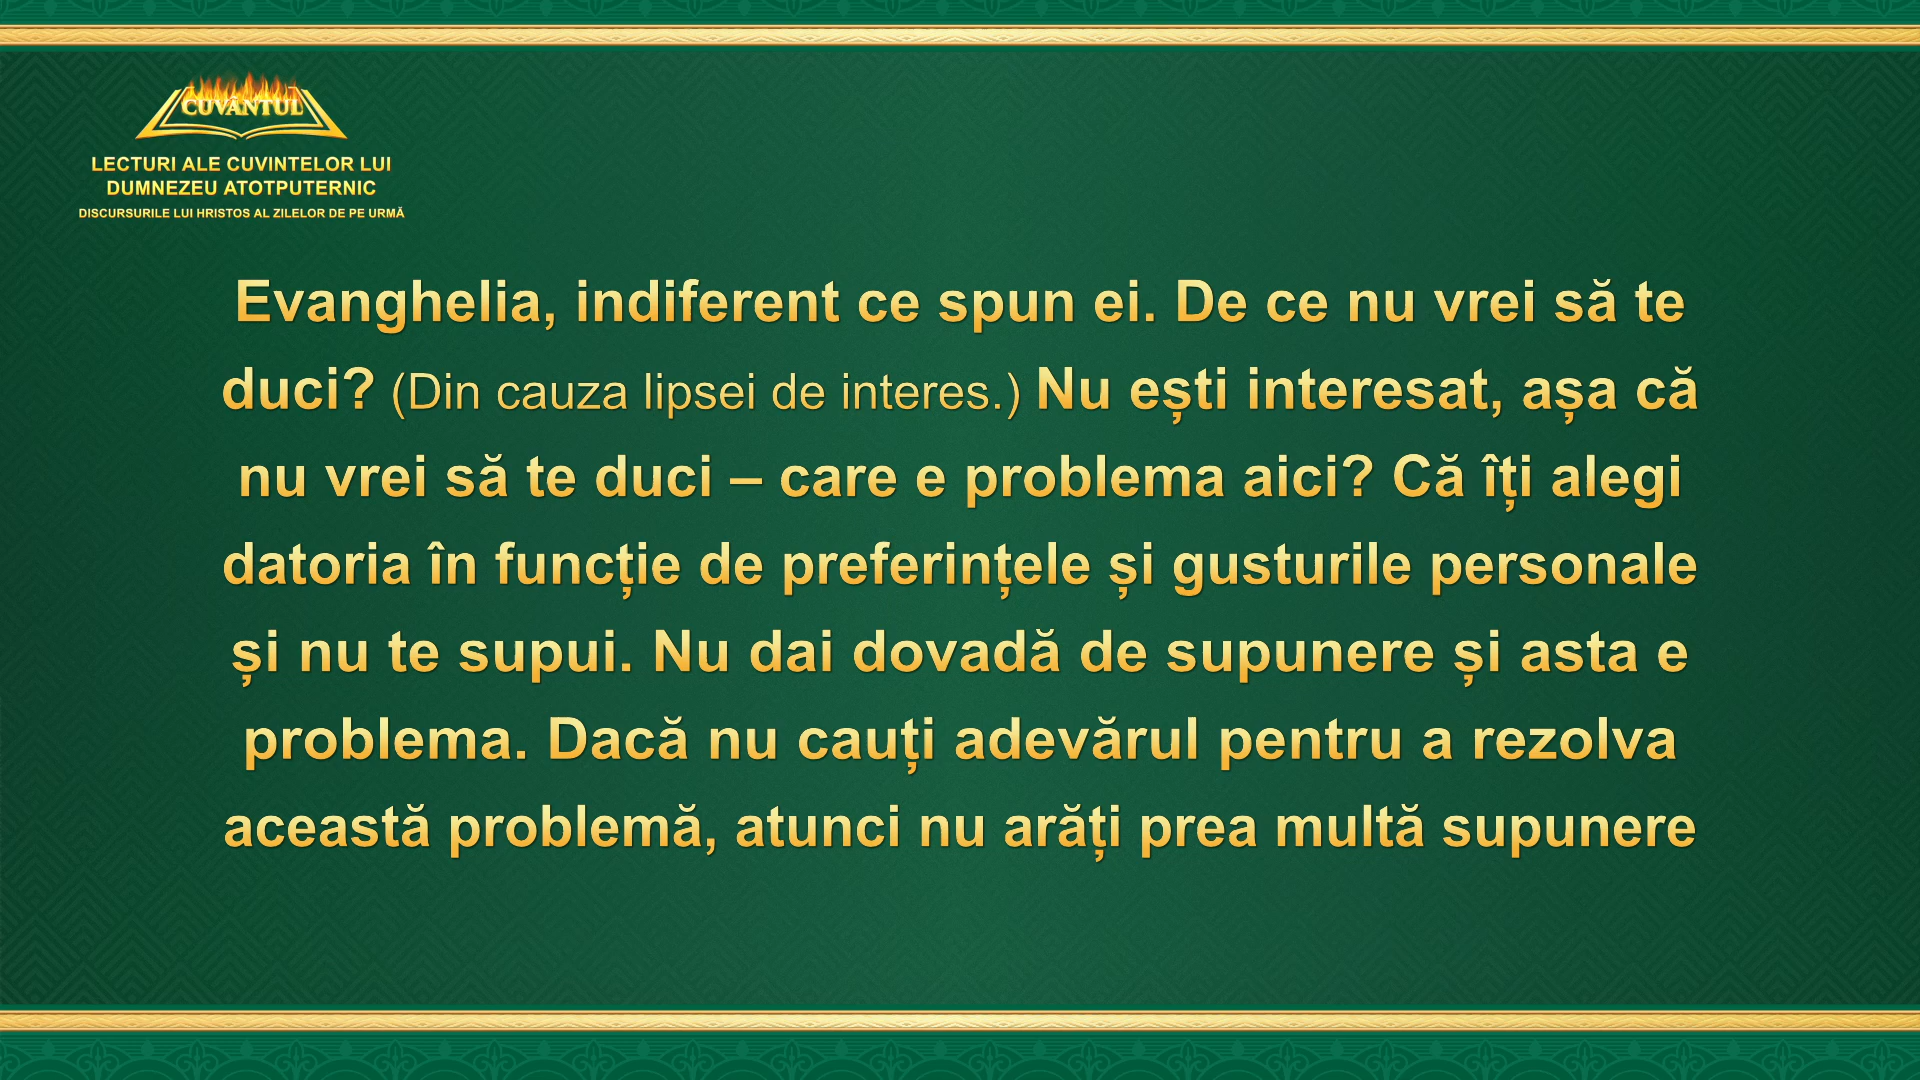 CUVÂNTUL
LECTURI ALE CUVINTELOR LUI
DUMNEZEU ATOTPUTERNIC
DISCURSURILE LUI HRISTOS AL ZILELOR DE PE URMĂ
Evanghelia, indiferent ce spun ei. De ce nu vrei să te
duci? (Din cauza lipsei de interes.) Nu ești interesat, așa că
nu vrei să te duci – care e problema aici? Că îți alegi
datoria în funcție de preferințele și gusturile personale
și nu te supui. Nu dai dovadă de supunere și asta e
problema. Dacă nu cauți adevărul pentru a rezolva
această problemă, atunci nu arăți prea multă supunere